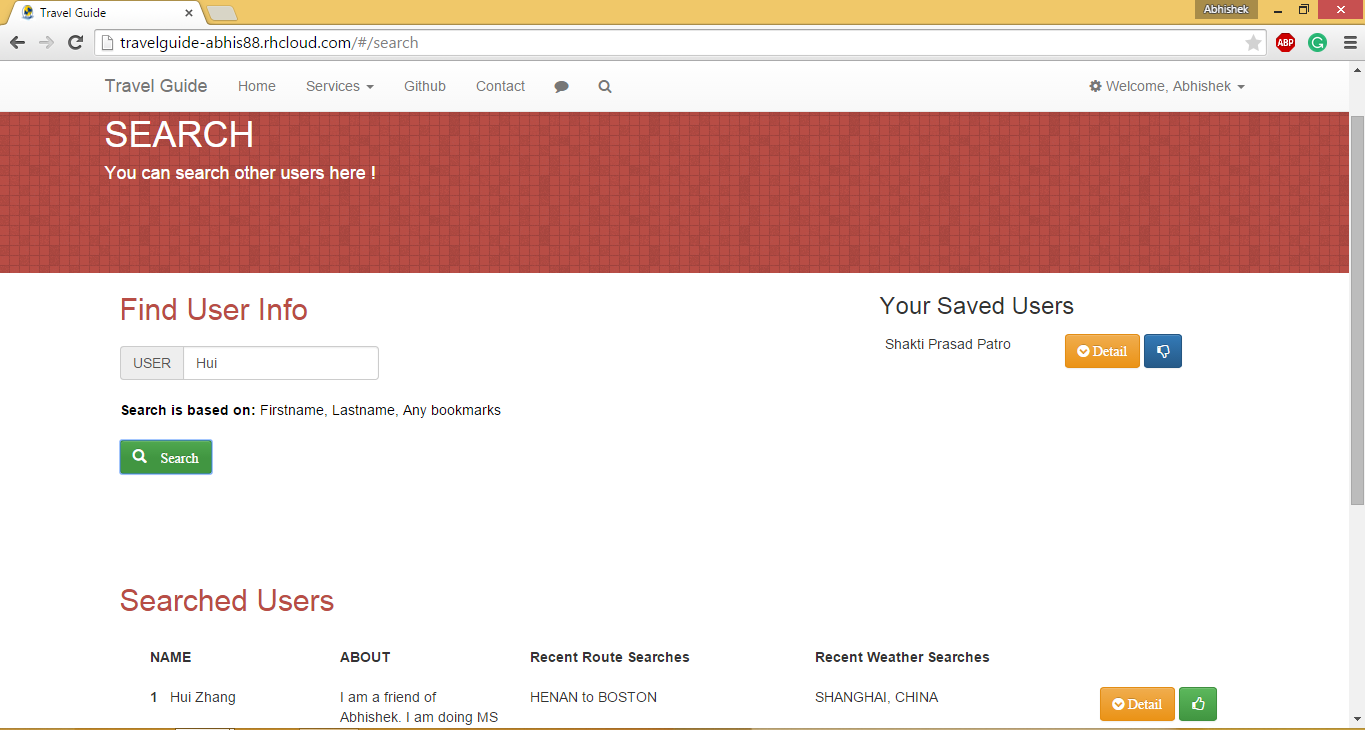 Travel Guide
Abhishek
travelguide-abhis88.rhcloud.com/#/search
ABP
G
Travel Guide Home Services Github Contact Welcome, Abhishek
SEARCH
You can search other users here !
Find User Info
USER Hui
Search is based on: Firstname, Lastname, Any bookmarks
Search
Your Saved Users
Shakti Prasad Patro Detail
Searched Users
NAME ABOUT Recent Route Searches Recent Weather Searches
1 Hui Zhang I am a friend of HENAN to BOSTON SHANGHAI, CHINA Detail
Abhishek. I am doing MS